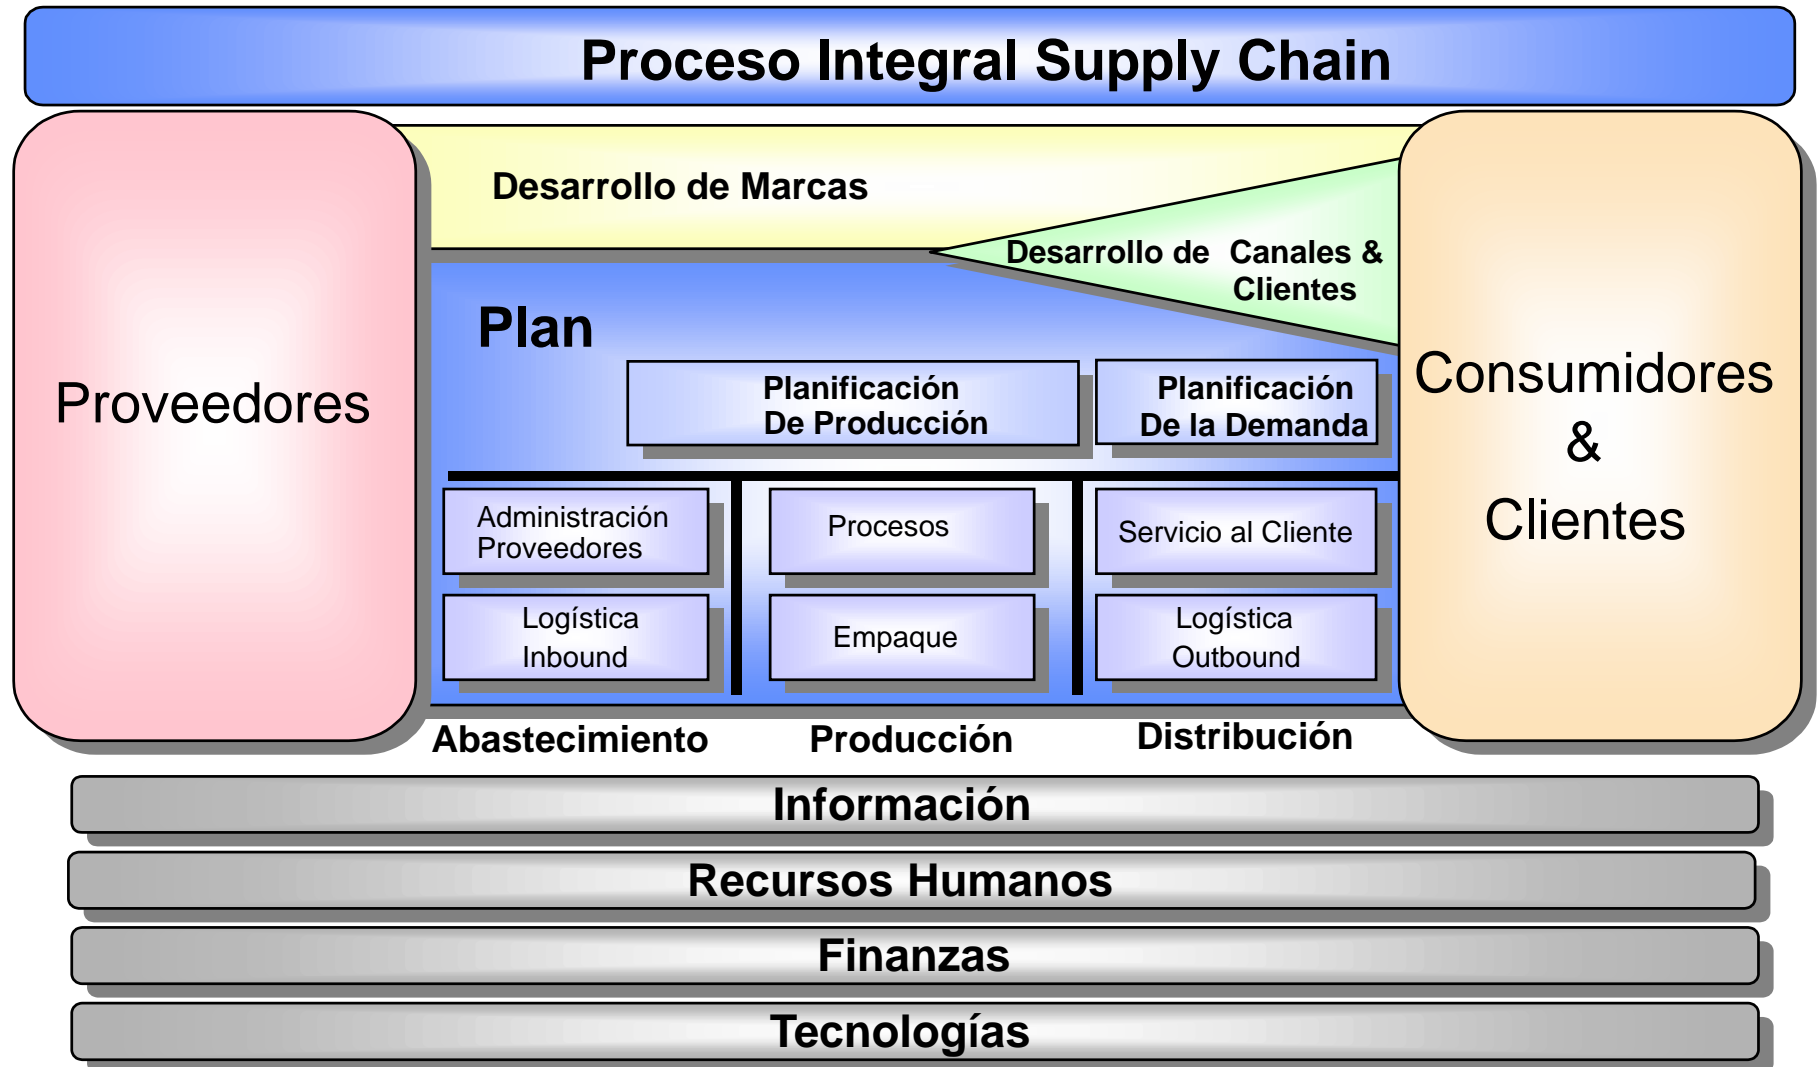 Proceso Integral Supply Chain
Proveedores
Desarrollo de Marcas
Desarrollo de Canales &
Clientes
Plan
Planificación
De Producción
Planificación
De la Demanda
Administración
Proveedores
Procesos
Servicio al Cliente
Logística
Inbound
Empaque
Logística
Outbound
Abastecimiento
Producción
Distribución
Consumidores
&
Clientes
Información
Recursos Humanos
Finanzas
Tecnologías